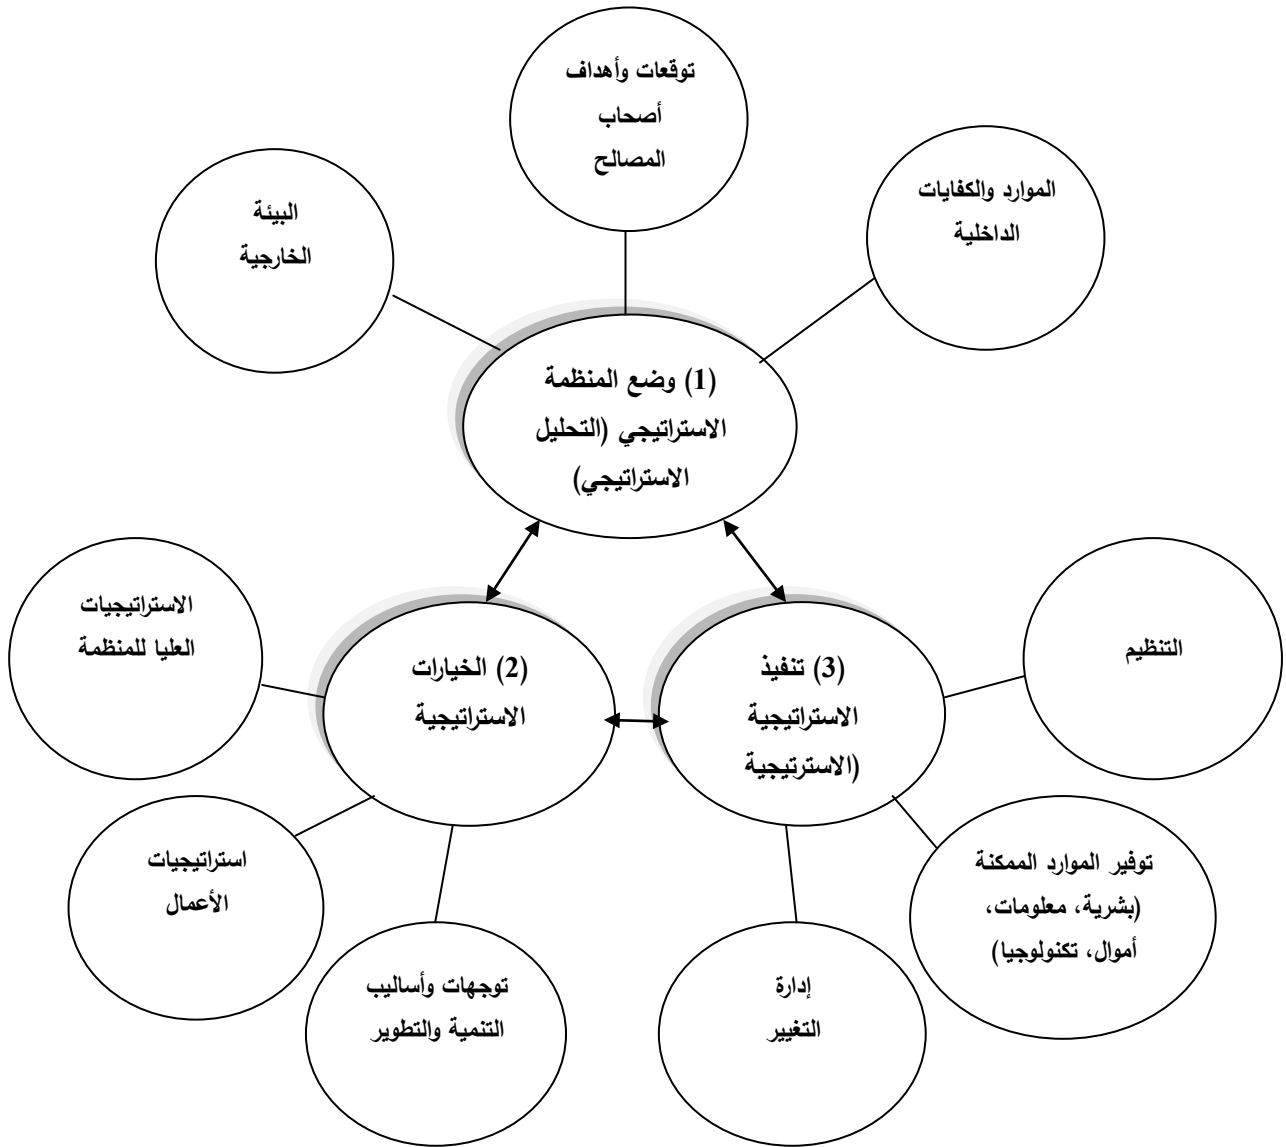 توقعات وأهداف
أصحاب
المصالح
الموارد والكفايات
الداخلية
البيئة
الخارجية
(1) وضع المنظمة
الاستراتيجي (التحليل
الاستراتيجي)
الاستراتيجيات
العليا للمنظمة
(2) الخيارات
الاستراتيجية
(3) تنفيذ
الاستراتيجية
(الاسترتيجية
التنظيم
استراتيجيات
الأعمال
توفير الموارد الممكنة
(بشرية، معلومات،
أموال، تكنولوجيا)
توجهات وأساليب
التنمية والتطوير
إدارة
التغيير